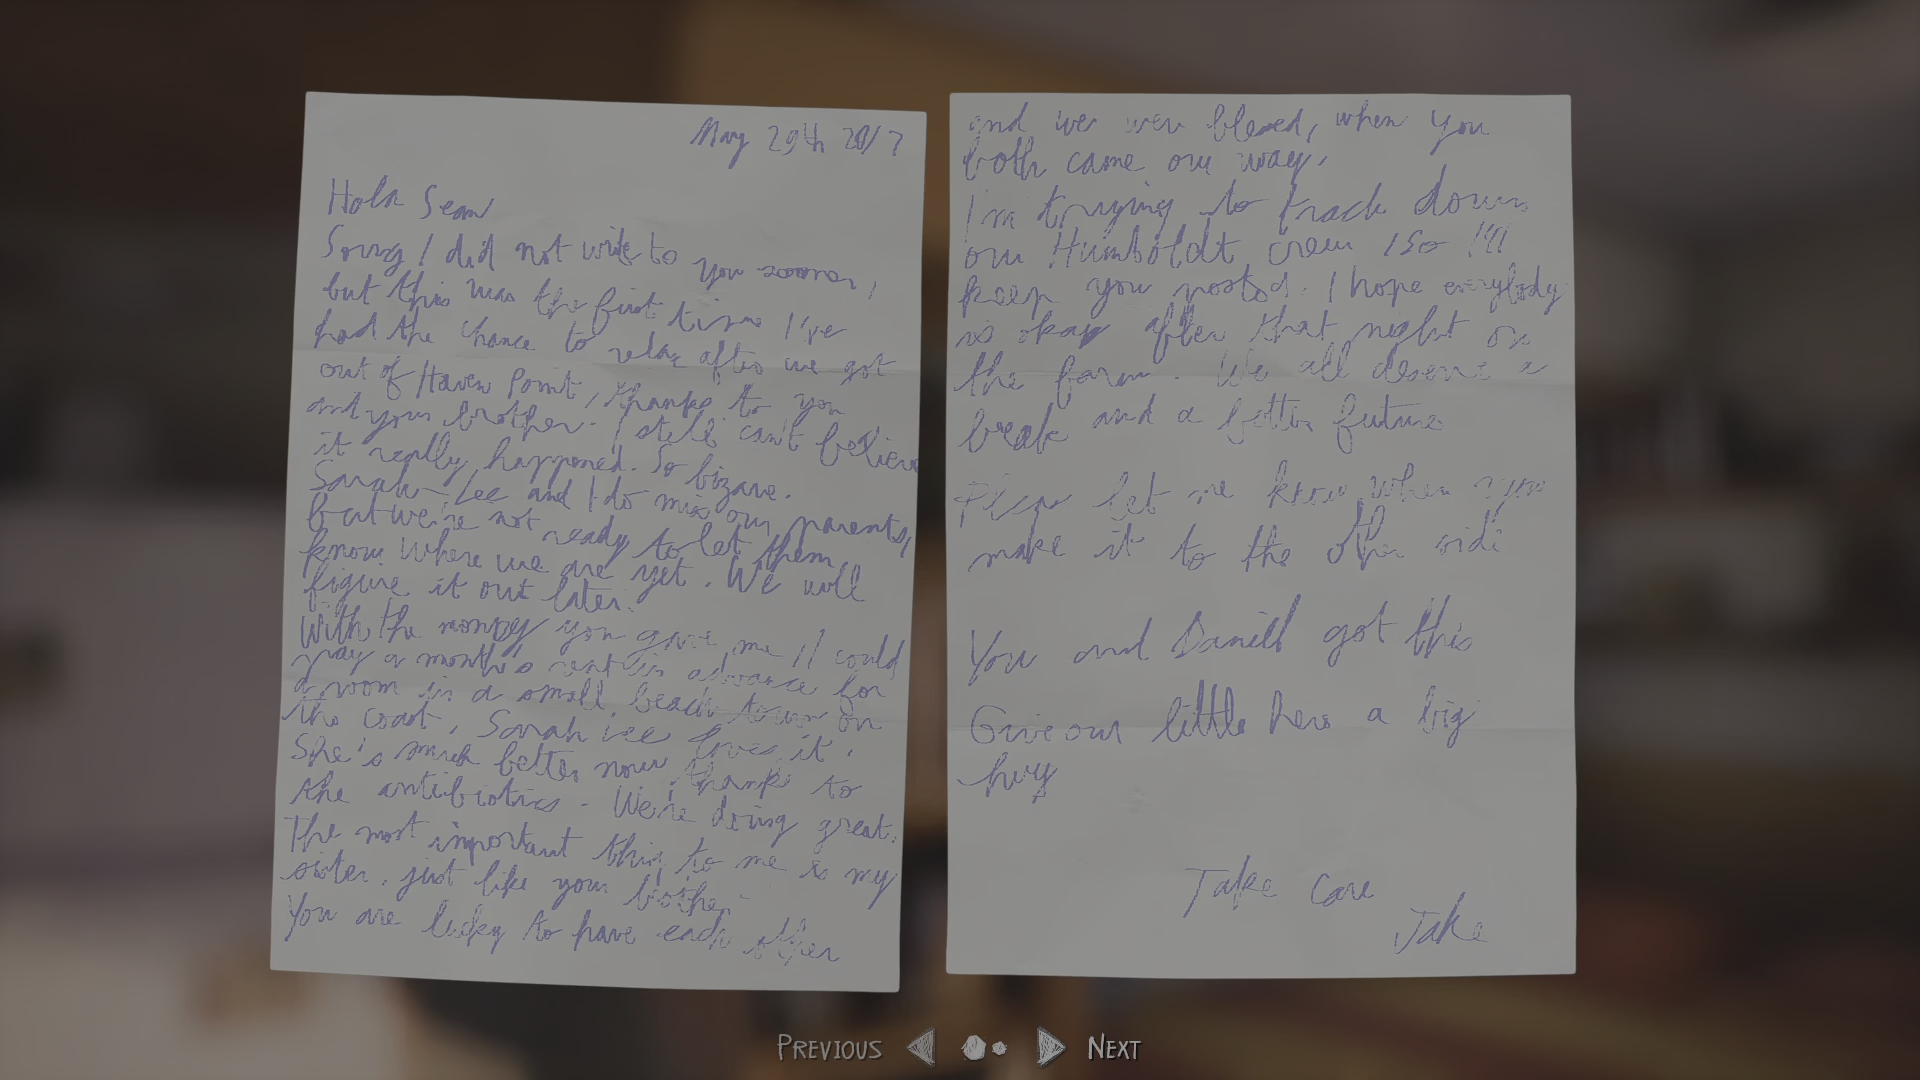 May 29th 2017
Hola Sean
Sorry I did not write to you sooner,
but this was the first time I've
had the chance to relax after we got
out of Haven Point, thanks to you
and your brother. I still can't believe
it really happened. So bizare.
Sarah-Lee and I do miss our parents,
but we're not ready to let them
know where we are yet. We will
figure it out later.
With the money you gave me I could
pay a month's rent in advance for
a room in a small beach town on
the coast, Sarah Lee loves it.
She's much better now, thanks to
the antibiotics. We're doing great.
The most important thing to me is my
sister, just like your brother.
You are lucky to have each other
and we were blessed, when you
both came our way.
I'm trying to track down
our Humboldt crew, so I'll
keep you posted. I hope everybody
is okay after that night on
the farm. We all deserve a
break and a better future
Please let me know when you
make it to the other side
You and Daniel got this
Give our little hero a big
hug
Take Care
Jake
PREVIOUS
NEXT